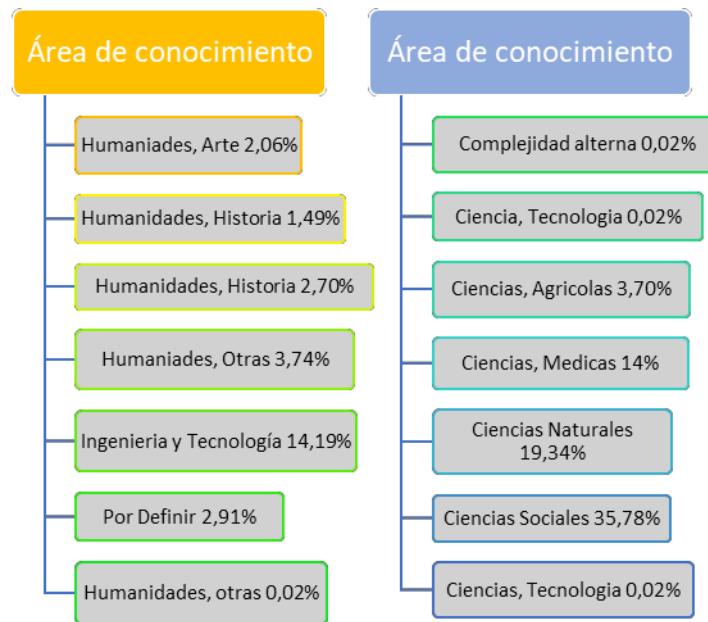 Área de conocimiento
Humaniades, Arte 2,06%
Humanidades, Historia 1,49%
Humanidades, Historia 2,70%
Humaniades, Otras 3,74%
Ingenieria y Tecnología 14,19%
Por Definir 2,91%
Humanidades, otras 0,02%
Área de conocimiento
Complejidad alterna 0,02%
Ciencia, Tecnologia 0,02%
Ciencias, Agricolas 3,70%
Ciencias, Medicas 14%
Ciencias Naturales
19,34%
Ciencias Sociales 35,78%
Ciencias, Tecnologia 0,02%